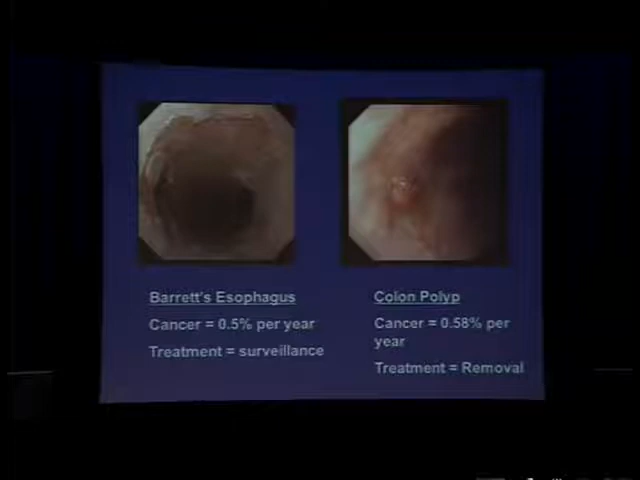 Barrett's Esophagus
Cancer = 0.5% per year
Treatment = surveillance
Colon Polyp
Cancer = 0.58% per
year
Treatment = Removal